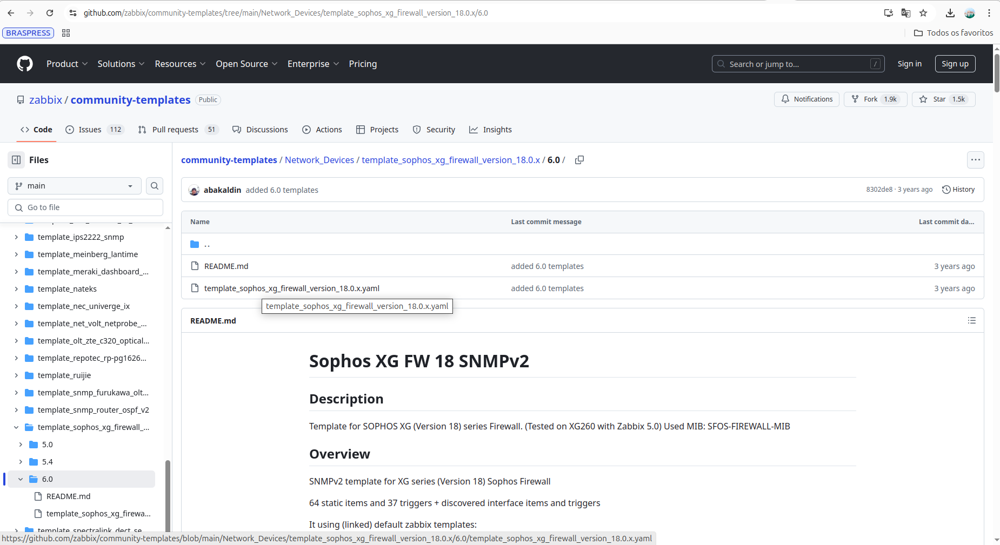 github.com/zabbix/community-templates/tree/main/Network_Devices/template_sophos_xg_firewall_version_18.0.x/6.0
BRASPRESS
Todos os favoritos
Product Solutions Resources Open Source Enterprise Pricing
Search or jump to... /
Sign in
Sign up
zabbix / community-templates Public
Notifications
Fork 1.9k
Star 1.5k
Code
Issues 112
Pull requests 51
Discussions
Actions
Projects
Security
Insights
Files
main
Go to file
template_ips2222_snmp
template_meinberg_lantime
template_meraki_dashboard_...
template_nateks
template_nec_univerge_ix
template_net_volt_netprobe_...
template_olt_zte_c320_optical...
template_repotec_rp-pg1626...
template_ruijie
template_snmp_furukawa_olt...
template_snmp_router_ospf_v2
template_sophos_xg_firewall_...
5.0
5.4
6.0
README.md
template_sophos_xg_firewa...
template_spectralink_dect_se
community-templates / Network_Devices / template_sophos_xg_firewall_version_18.0.x / 6.0 /
abakaldin added 6.0 templates
8302de8 · 3 years ago
History
Name Last commit message Last commit da...
..
README.md added 6.0 templates 3 years ago
template_sophos_xg_firewall_version_18.0.x.yaml added 6.0 templates 3 years ago
template_sophos_xg_firewall_version_18.0.x.yaml
README.md
Sophos XG FW 18 SNMPv2
Description
Template for SOPHOS XG (Version 18) series Firewall. (Tested on XG260 with Zabbix 5.0) Used MIB: SFOS-FIREWALL-MIB
Overview
SNMPv2 template for XG series (Version 18) Sophos Firewall
64 static items and 37 triggers + discovered interface items and triggers
It using (linked) default zabbix templates:
https://github.com/zabbix/community-templates/blob/main/Network_Devices/template_sophos_xg_firewall_version_18.0.x/6.0/template_sophos_xg_firewall_version_18.0.x.yaml